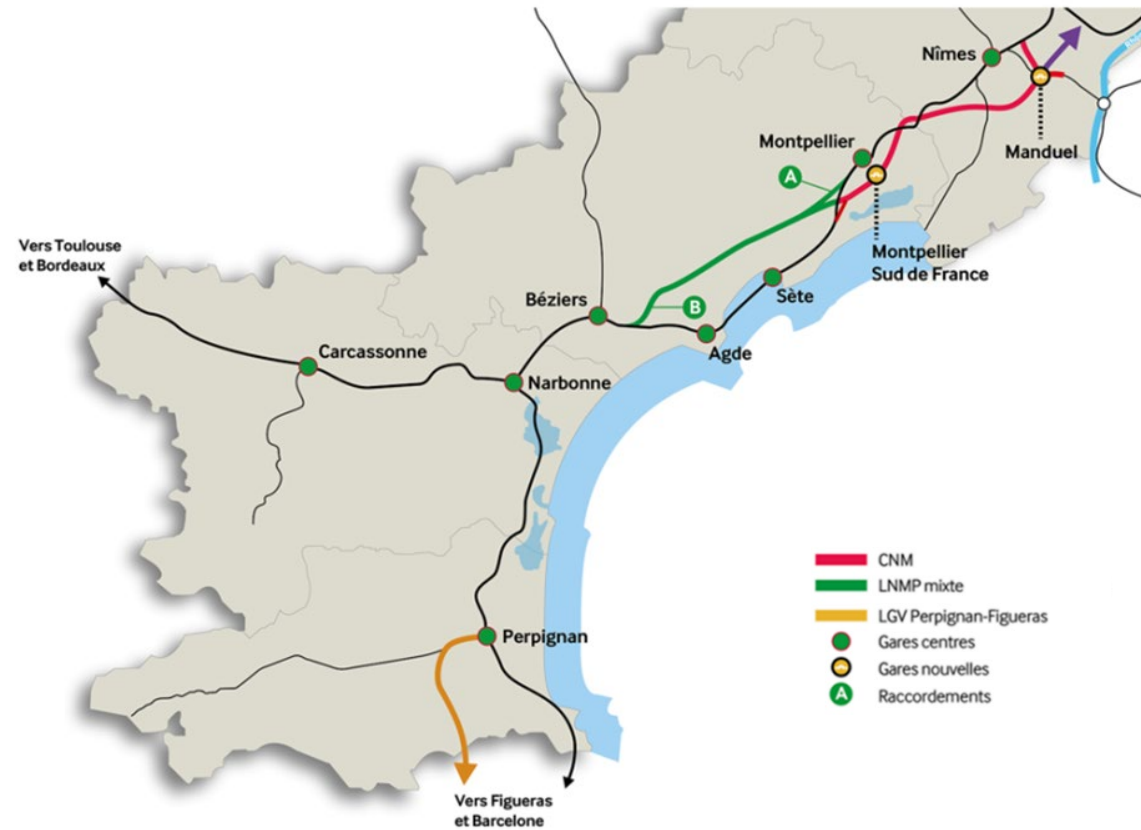 Nîmes
Manduel
Montpellier
A
Montpellier
Sud de France
Vers Toulouse
et Bordeaux
Béziers
B
Sète
Agde
Carcassonne
Narbonne
Perpignan
Vers Figueras
et Barcelone
CNM
LNMP mixte
LGV Perpignan-Figueras
Gares centres
Gares nouvelles
A
Raccordements